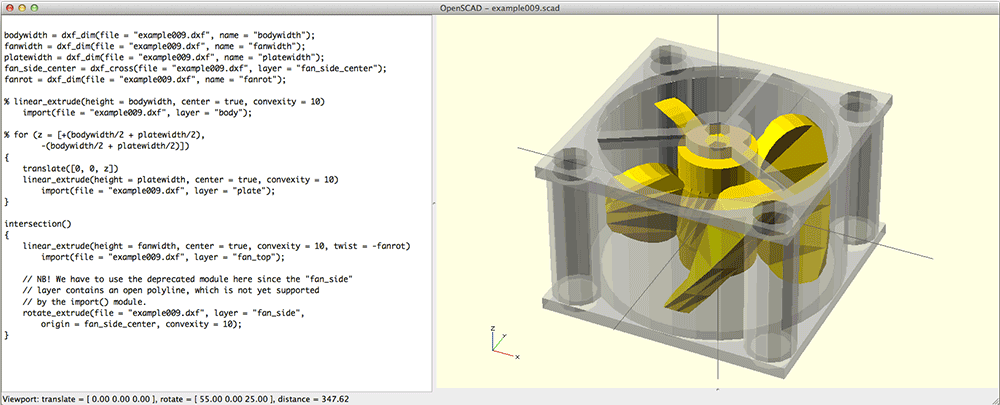 OpenSCAD – example009.scad
bodywidth = dxf_dim(file = "example009.dxf", name = "bodywidth");
fanwidth = dxf_dim(file = "example009.dxf", name = "fanwidth");
platewidth = dxf_dim(file = "example009.dxf", name = "platewidth");
fan_side_center = dxf_cross(file = "example009.dxf", layer = "fan_side_center");
fanrot = dxf_dim(file = "example009.dxf", name = "fanrot");
% linear_extrude(height = bodywidth, center = true, convexity = 10)
import(file = "example009.dxf", layer = "body");
% for (z = [+(bodywidth/2 + platewidth/2),
-(bodywidth/2 + platewidth/2)])
{
translate([0, 0, z])
linear_extrude(height = platewidth, center = true, convexity = 10)
import(file = "example009.dxf", layer = "plate");
}
intersection()
{
linear_extrude(height = fanwidth, center = true, convexity = 10, twist = -fanrot)
import(file = "example009.dxf", layer = "fan_top");
// NB! We have to use the deprecated module here since the "fan_side"
// layer contains an open polyline, which is not yet supported
// by the import() module.
rotate_extrude(file = "example009.dxf", layer = "fan_side",
origin = fan_side_center, convexity = 10);
}
z
y
x
Viewport: translate = [ 0.00 0.00 0.00 ], rotate = [ 55.00 0.00 25.00 ], distance = 347.62